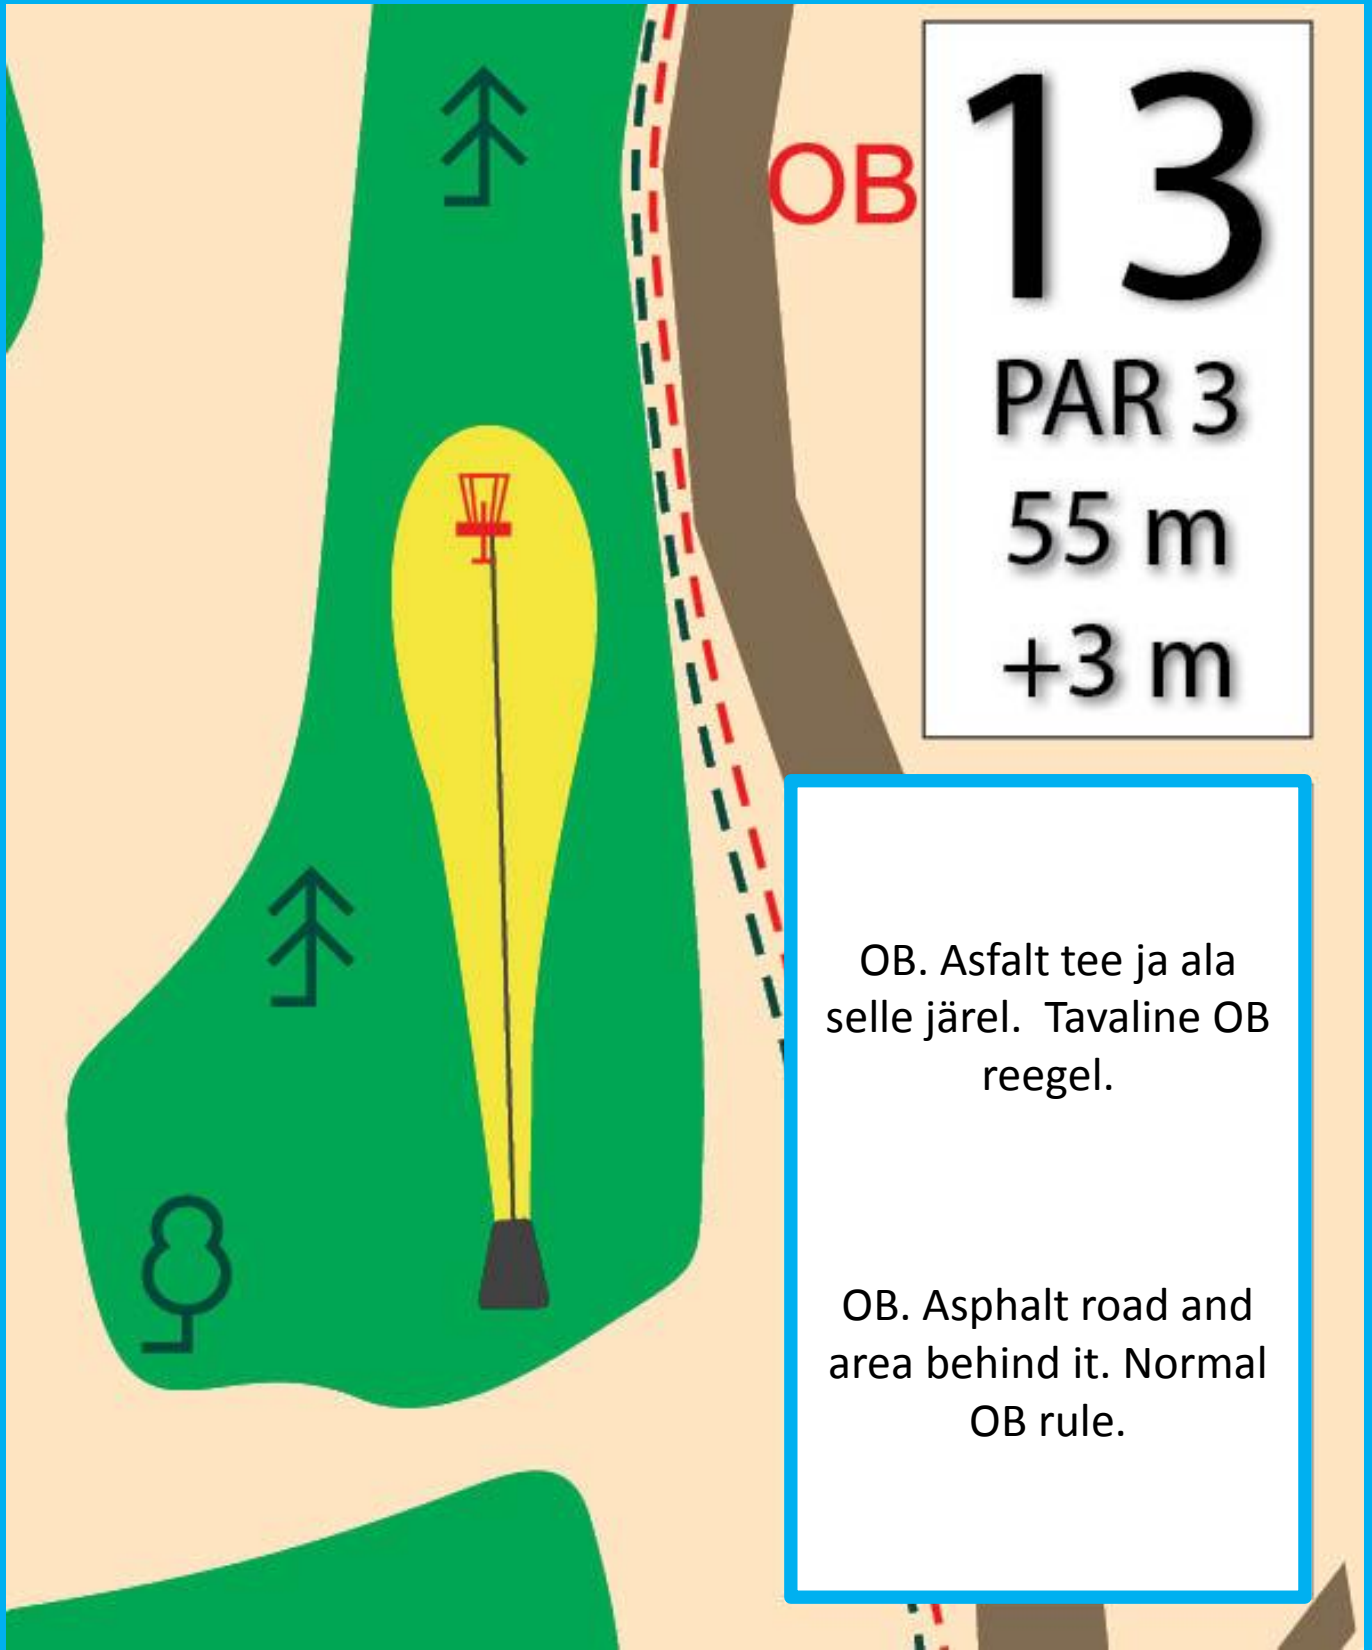 OB
13
PAR 3
55 m
+3 m
OB. Asfalt tee ja ala
selle järel.  Tavaline OB
reegel.
OB. Asphalt road and
area behind it. Normal
OB rule.